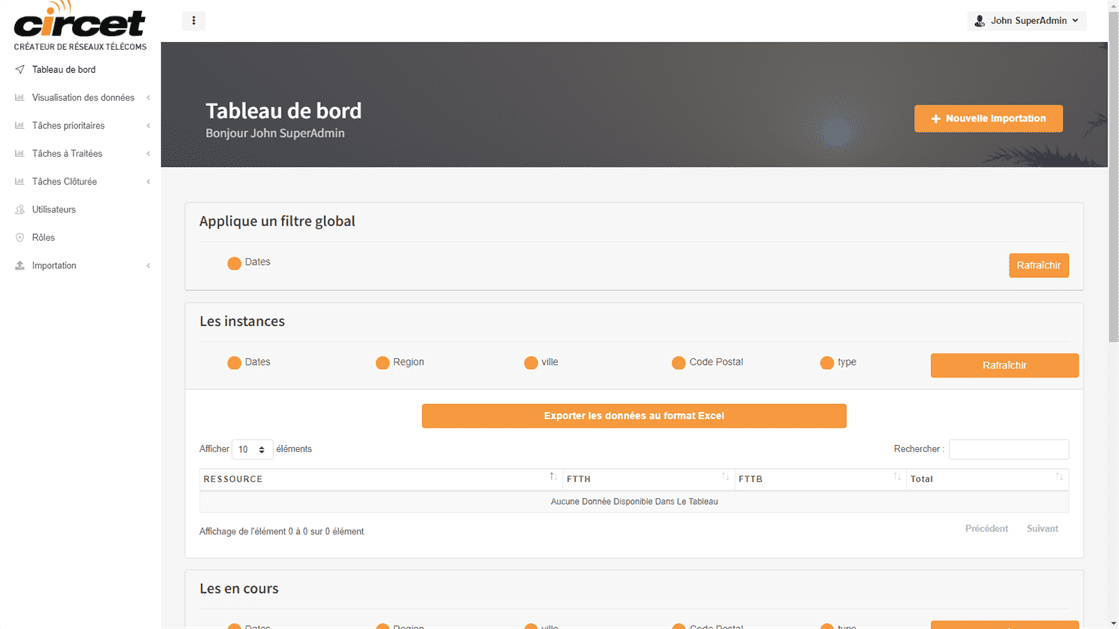 circet
CRÉATEUR DE RÉSEAUX TÉLÉCOMS
John SuperAdmin
Tableau de bord
Visualisation des données
Tâches prioritaires
Tâches à Traitées
Tâches Clôturée
Utilisateurs
Rôles
Importation
Tableau de bord
Bonjour John SuperAdmin
+ Nouvelle Importation
Applique un filtre global
Dates
Rafraîchir
Les instances
Dates Region ville Code Postal type Rafraîchir
Exporter les données au format Excel
Afficher 10 éléments Rechercher :
RESSOURCE FTTH FTTB Total
Aucune Donnée Disponible Dans Le Tableau
Affichage de l'élément 0 à 0 sur 0 élément
Précédent Suivant
Les en cours
Dates Region ville Code Postal type